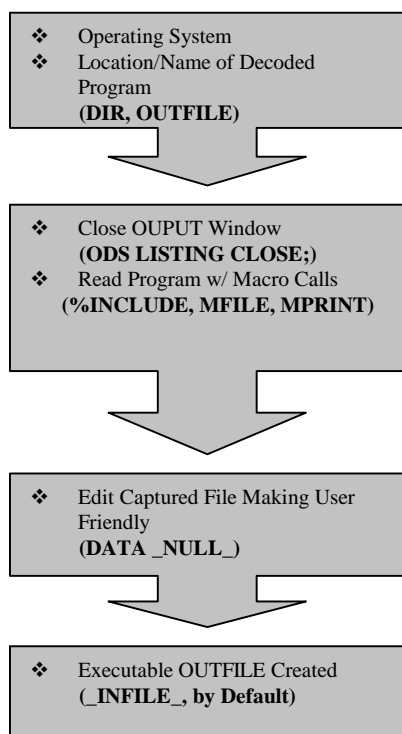 ❖ Operating System
❖ Location/Name of Decoded
Program
(DIR, OUTFILE)
❖ Close OUPUT Window
(ODS LISTING CLOSE;)
❖ Read Program w/ Macro Calls
(%INCLUDE, MFILE, MPRINT)
❖ Edit Captured File Making User
Friendly
(DATA _NULL_)
❖ Executable OUTFILE Created
(_INFILE_, by Default)